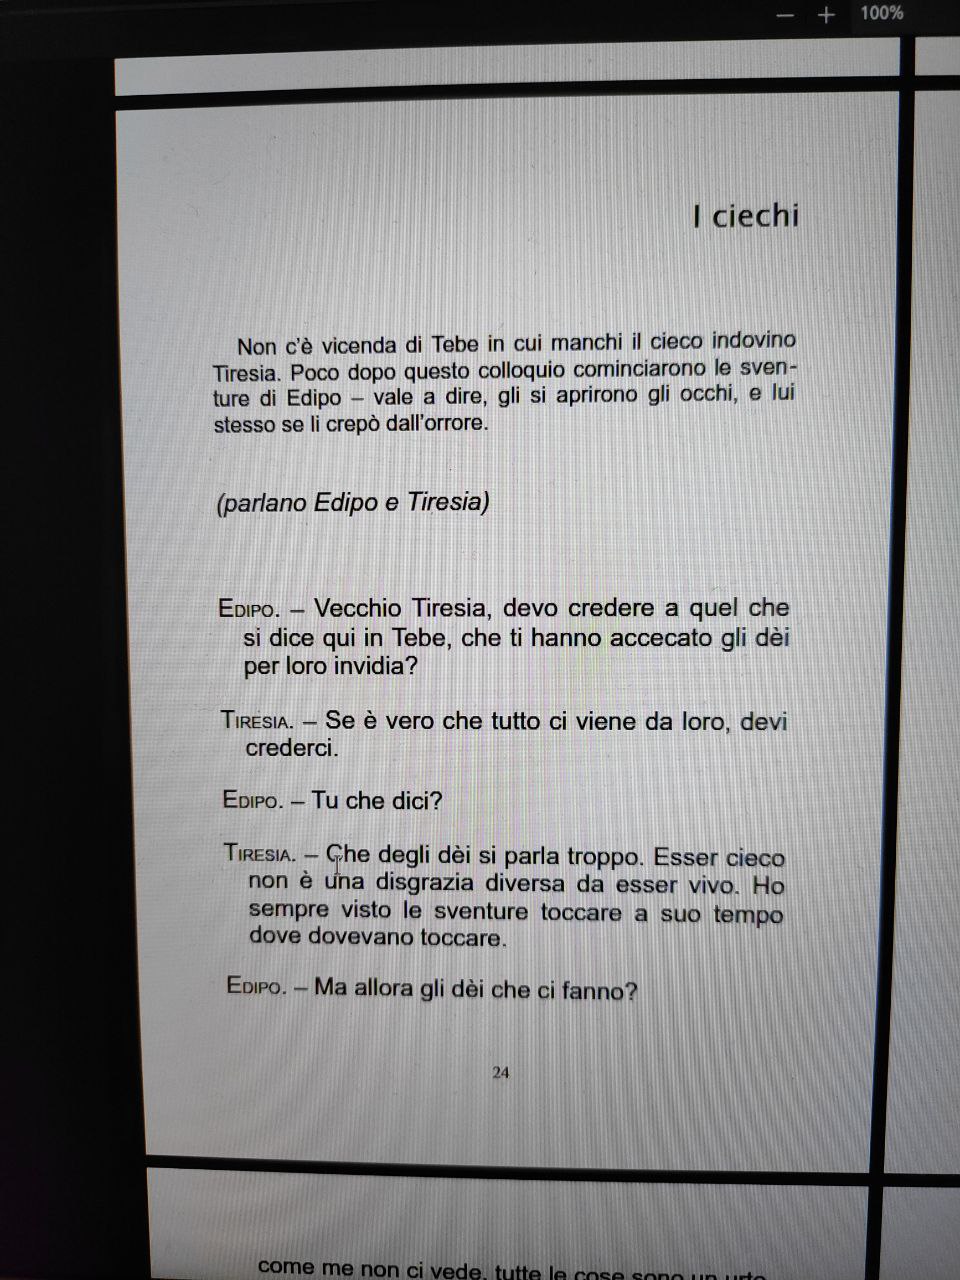 100%
I ciechi
Non c'è vicenda di Tebe in cui manchi il cieco indovino
Tiresia. Poco dopo questo colloquio cominciarono le sven-
ture di Edipo – vale a dire, gli si aprirono gli occhi, e lui
stesso se li crepò dall'orrore.
(parlano Edipo e Tiresia)
EDIPO. – Vecchio Tiresia, devo credere a quel che
si dice qui in Tebe, che ti hanno accecato gli dèi
per loro invidia?
TIRESIA. – Se è vero che tutto ci viene da loro, devi
crederci.
EDIPO. – Tu che dici?
TIRESIA. – Che degli dèi si parla troppo. Esser cieco
non è una disgrazia diversa da esser vivo. Ho
sempre visto le sventure toccare a suo tempo
dove dovevano toccare.
EDIPO. – Ma allora gli dèi che ci fanno?
24
come me non ci vede, tutte le cose sono un urto